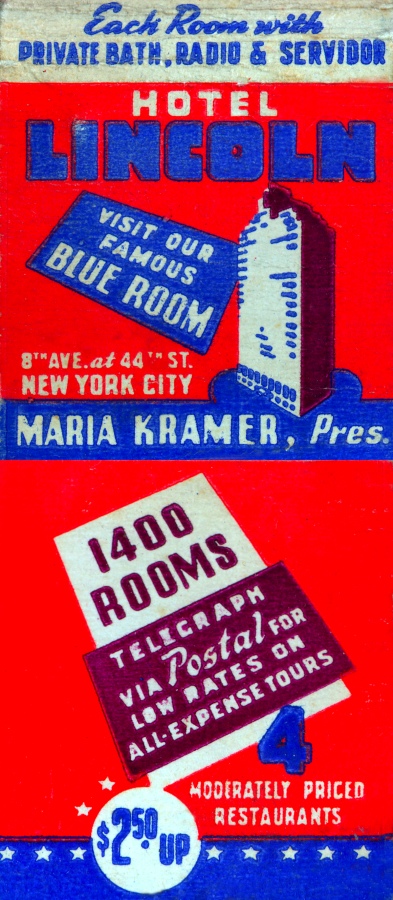 Each Room with
PRIVATE BATH, RADIO & SERVIDOR
HOTEL
LINCOLN
VISIT OUR
FAMOUS
BLUE ROOM
8TH AVE. at 44TH ST.
NEW YORK CITY
MARIA KRAMER, Pres.
1400
ROOMS
TELEGRAPH
VIA Postal FOR
LOW RATES ON
ALL-EXPENSE TOURS
4
MODERATELY PRICED
RESTAURANTS
$2.50 UP